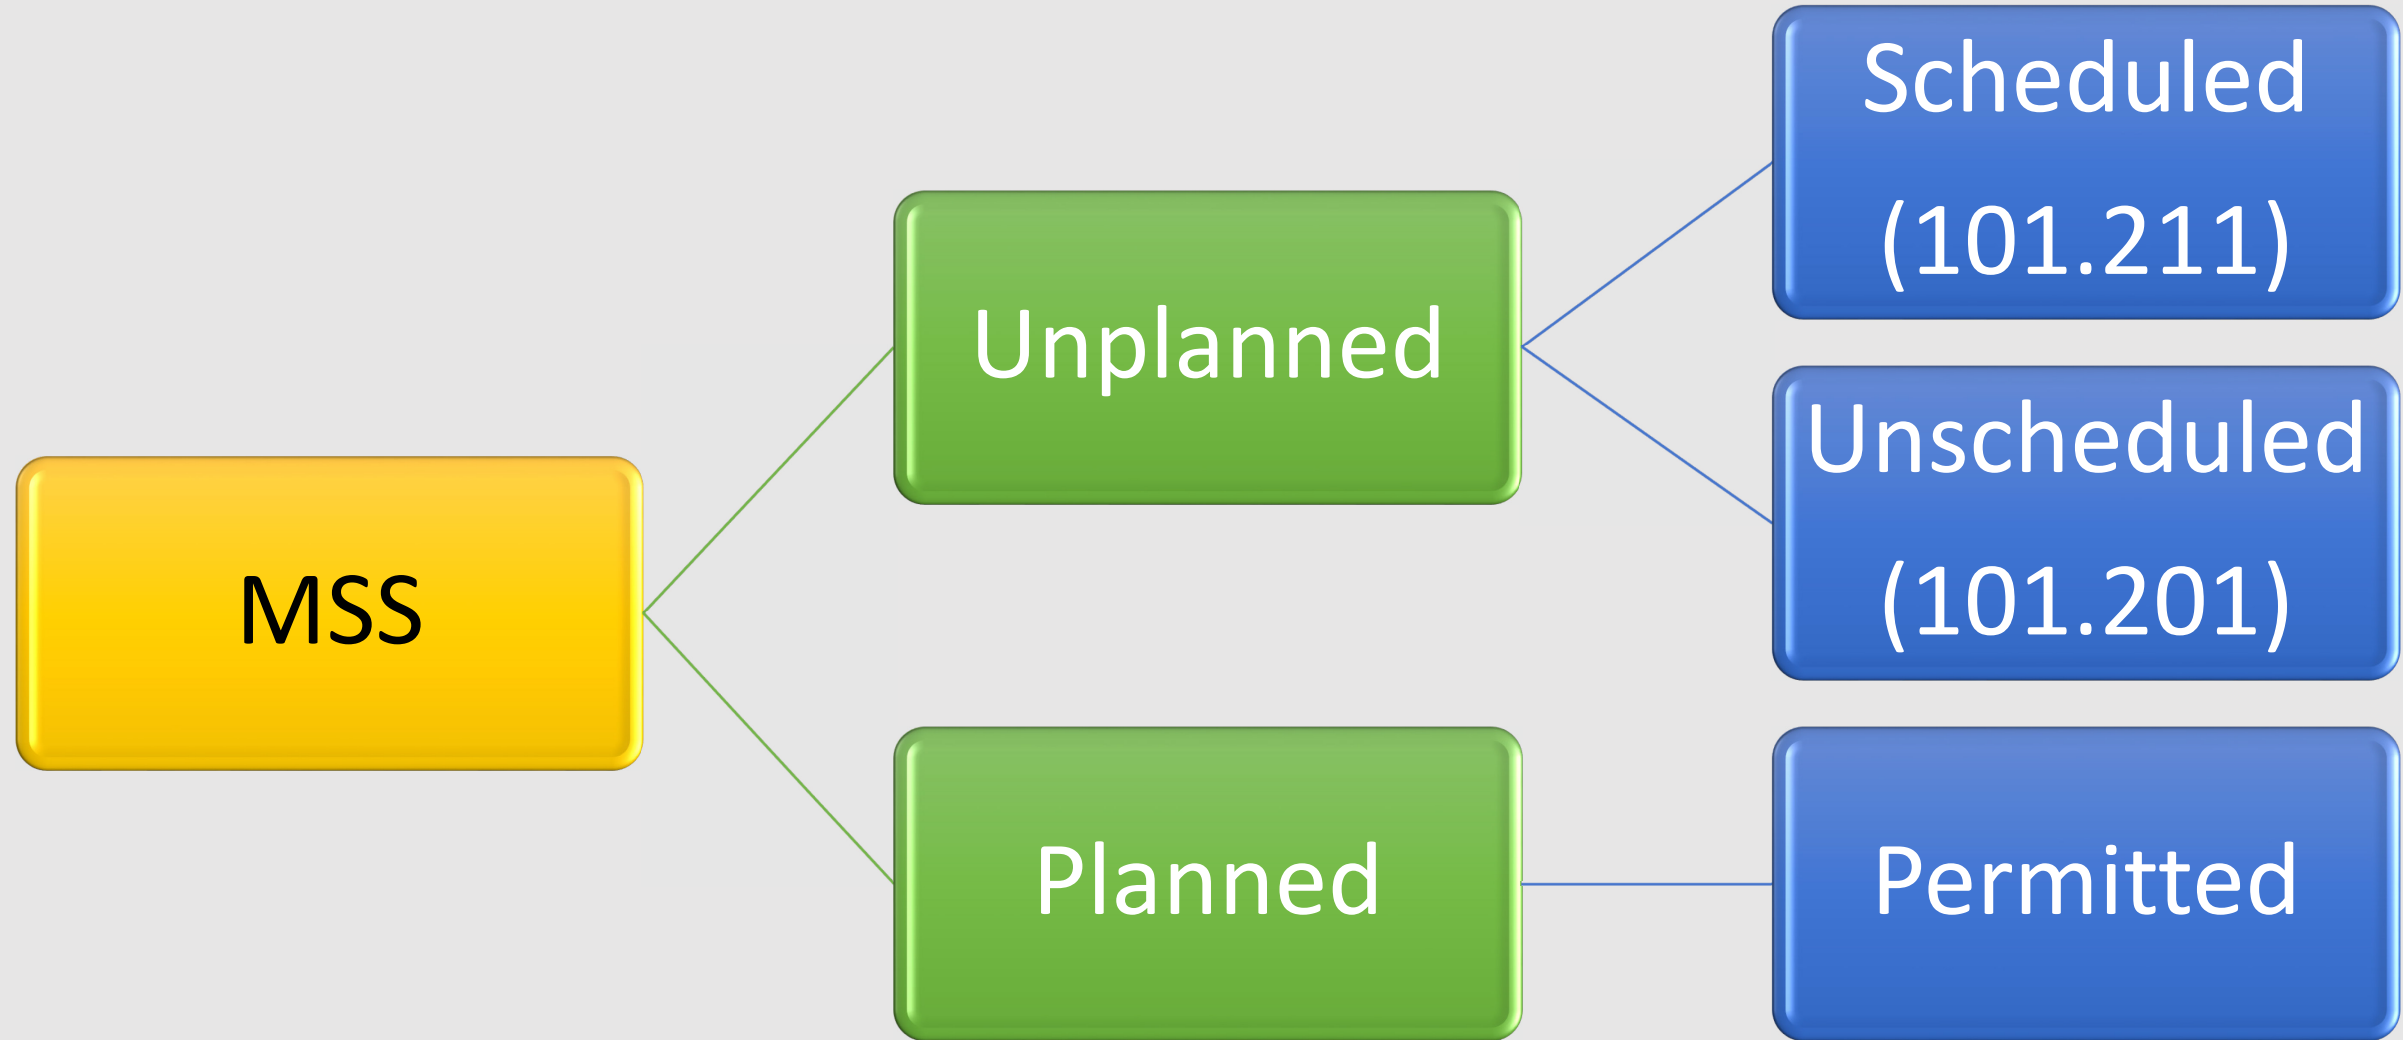 MSS
Unplanned
Scheduled
(101.211)
Unscheduled
(101.201)
Planned
Permitted